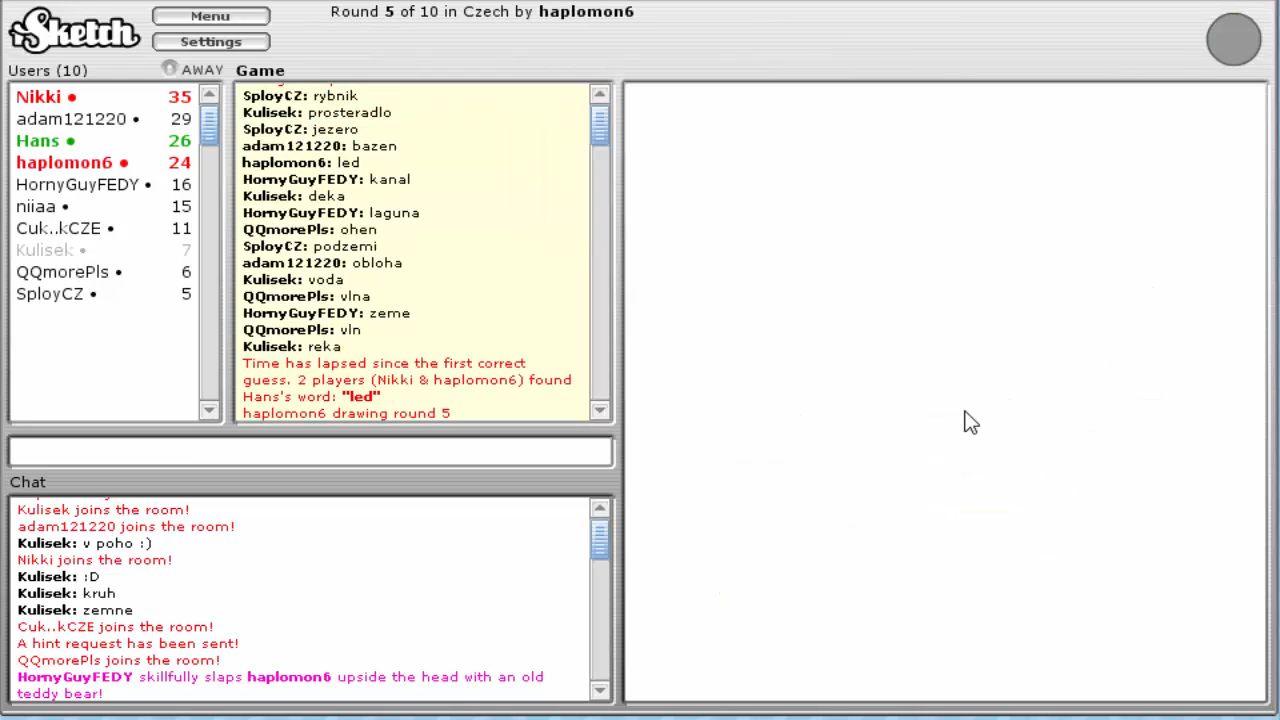 iSketch
Menu
Settings
Round 5 of 10 in Czech by haplomon6
Users (10)
AWAY
Game
Nikki • 35
adam121220 • 29
Hans • 26
haplomon6 • 24
HornyGuyFEDY • 16
niiaa • 15
Cuk..kCZE • 11
Kulisek • 7
QQmorePls • 6
SployCZ • 5
SployCZ: rybnik
Kulisek: prosteradlo
SployCZ: jezero
adam121220: bazen
haplomon6: led
HornyGuyFEDY: kanal
Kulisek: deka
HornyGuyFEDY: laguna
QQmorePls: ohen
SployCZ: podzemi
adam121220: obloha
Kulisek: voda
QQmorePls: vlna
HornyGuyFEDY: zeme
QQmorePls: vln
Kulisek: reka
Time has lapsed since the first correct
guess. 2 players (Nikki & haplomon6) found
Hans's word: "led"
haplomon6 drawing round 5
Chat
Kulisek joins the room!
adam121220 joins the room!
Kulisek: v poho :)
Nikki joins the room!
Kulisek: :D
Kulisek: kruh
Kulisek: zemne
Cuk..kCZE joins the room!
A hint request has been sent!
QQmorePls joins the room!
HornyGuyFEDY skillfully slaps haplomon6 upside the head with an old
teddy bear!